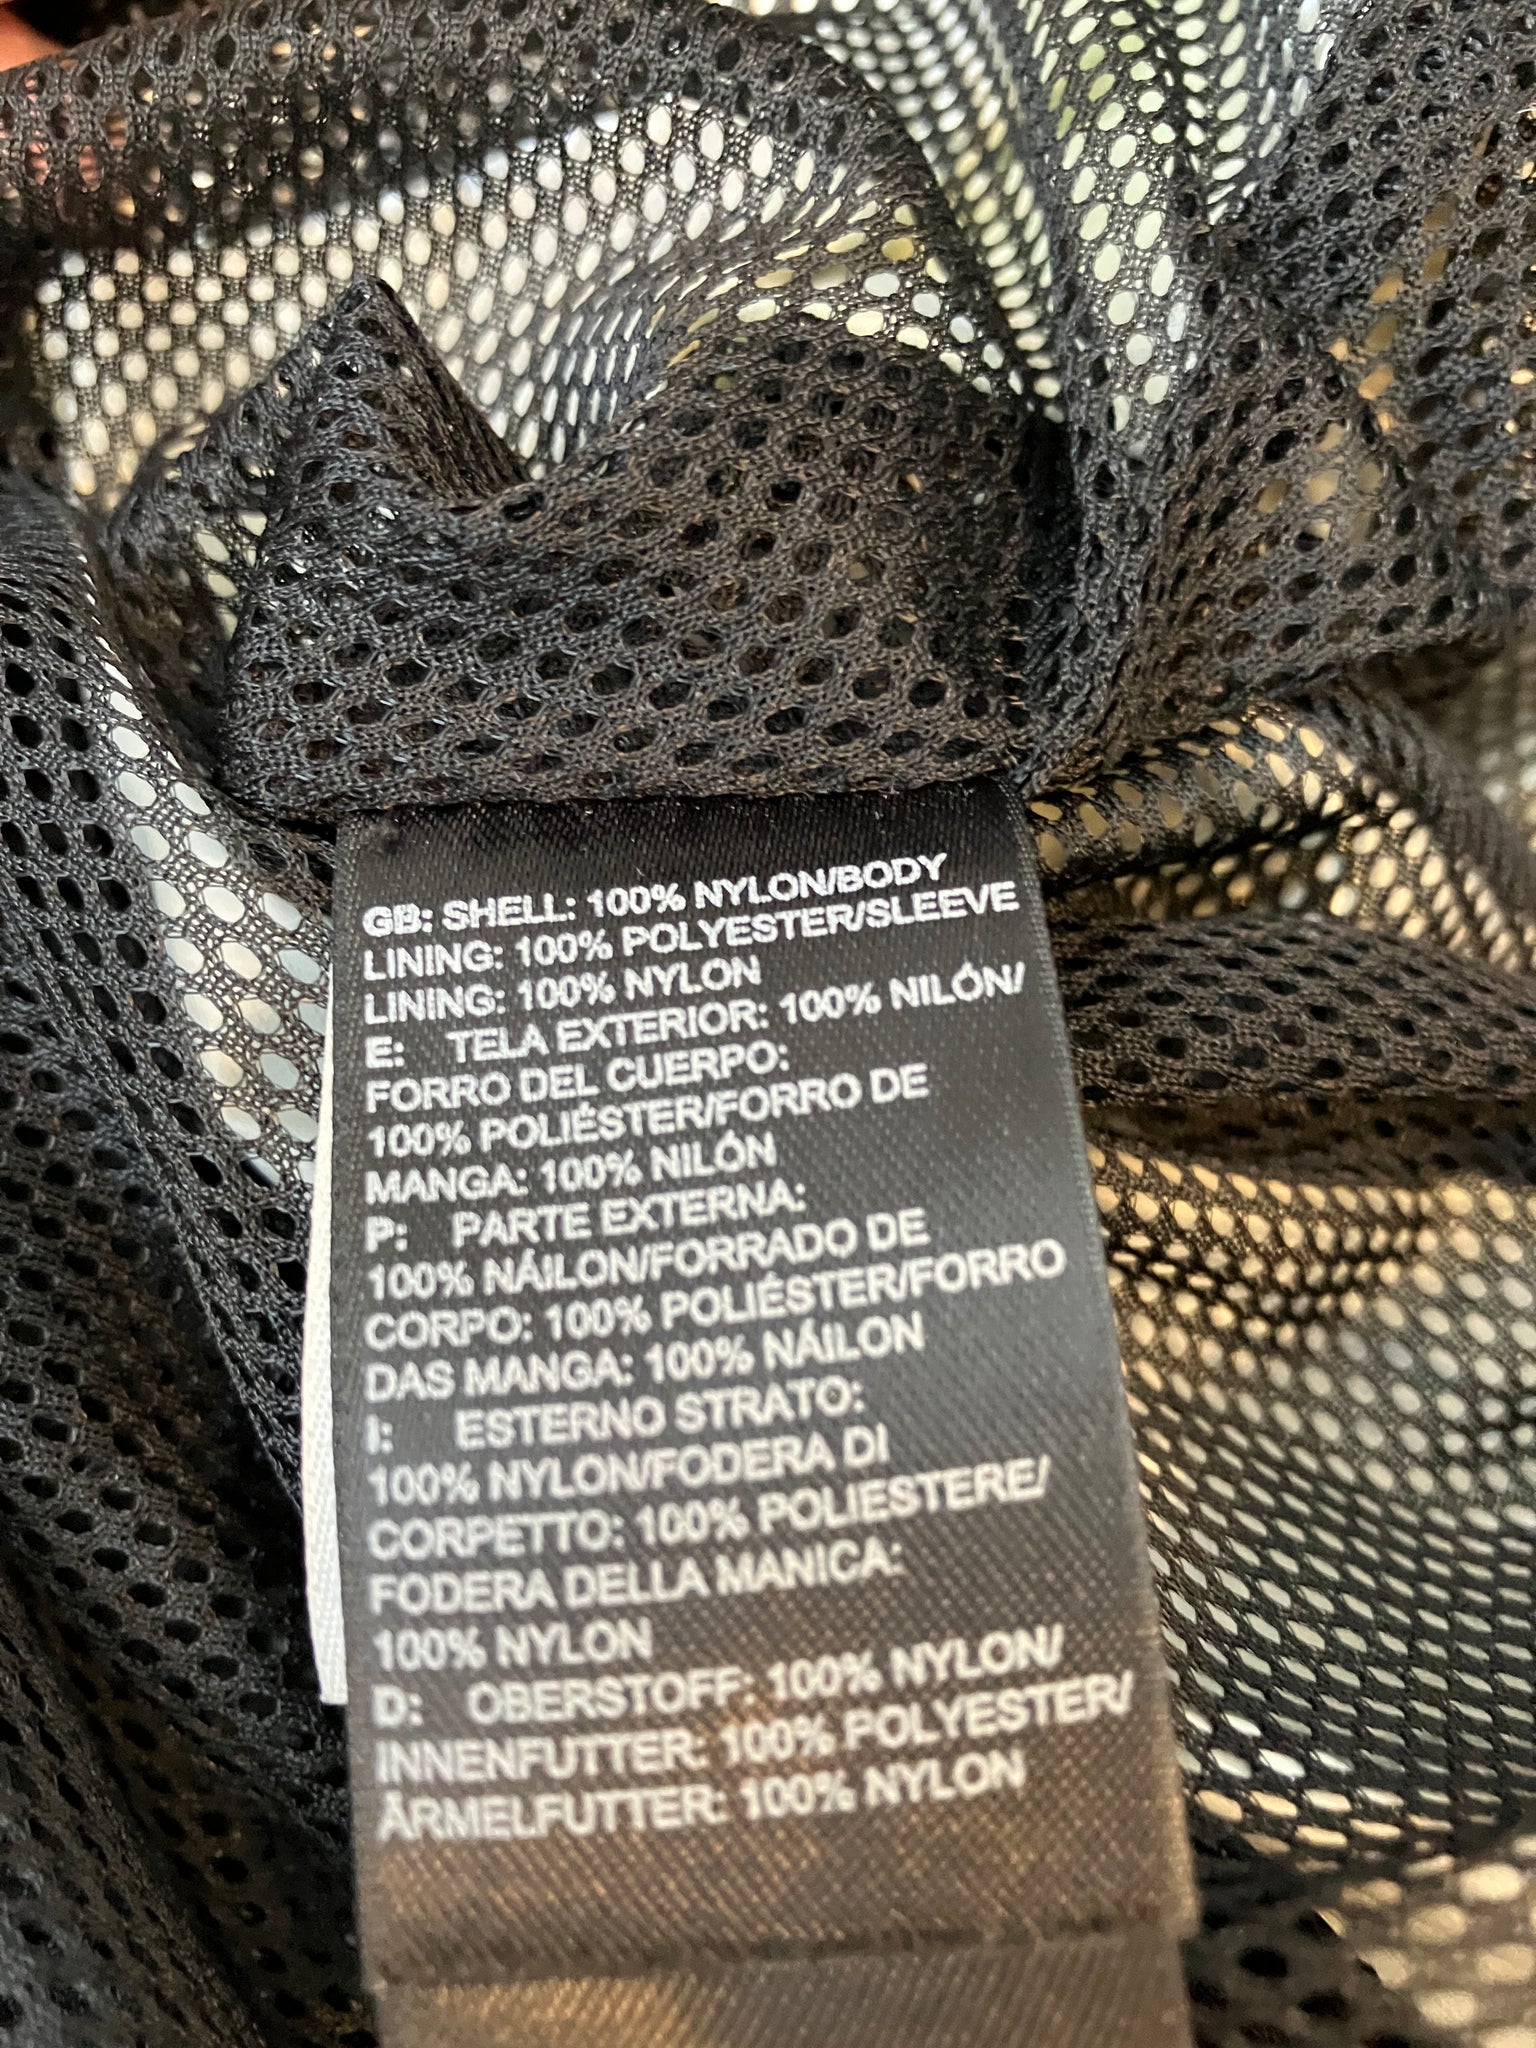 GB: SHELL: 100% NYLON/BODY
LINING: 100% POLYESTER/SLEEVE
LINING: 100% NYLON
E: TELA EXTERIOR: 100% NILÓN/
FORRO DEL CUERPO:
100% POLIÉSTER/FORRO DE
MANGA: 100% NILÓN
P: PARTE EXTERNA:
100% NÁILON/FORRADO DE
CORPO: 100% POLIÉSTER/FORRO
DAS MANGA: 100% NÁILON
I: ESTERNO STRATO:
100% NYLON/FODERA DI
CORPETTO: 100% POLIESTERE/
FODERA DELLA MANICA:
100% NYLON
D: OBERSTOFF: 100% NYLON/
INNENFUTTER: 100% POLYESTER/
ÄRMELFUTTER: 100% NYLON